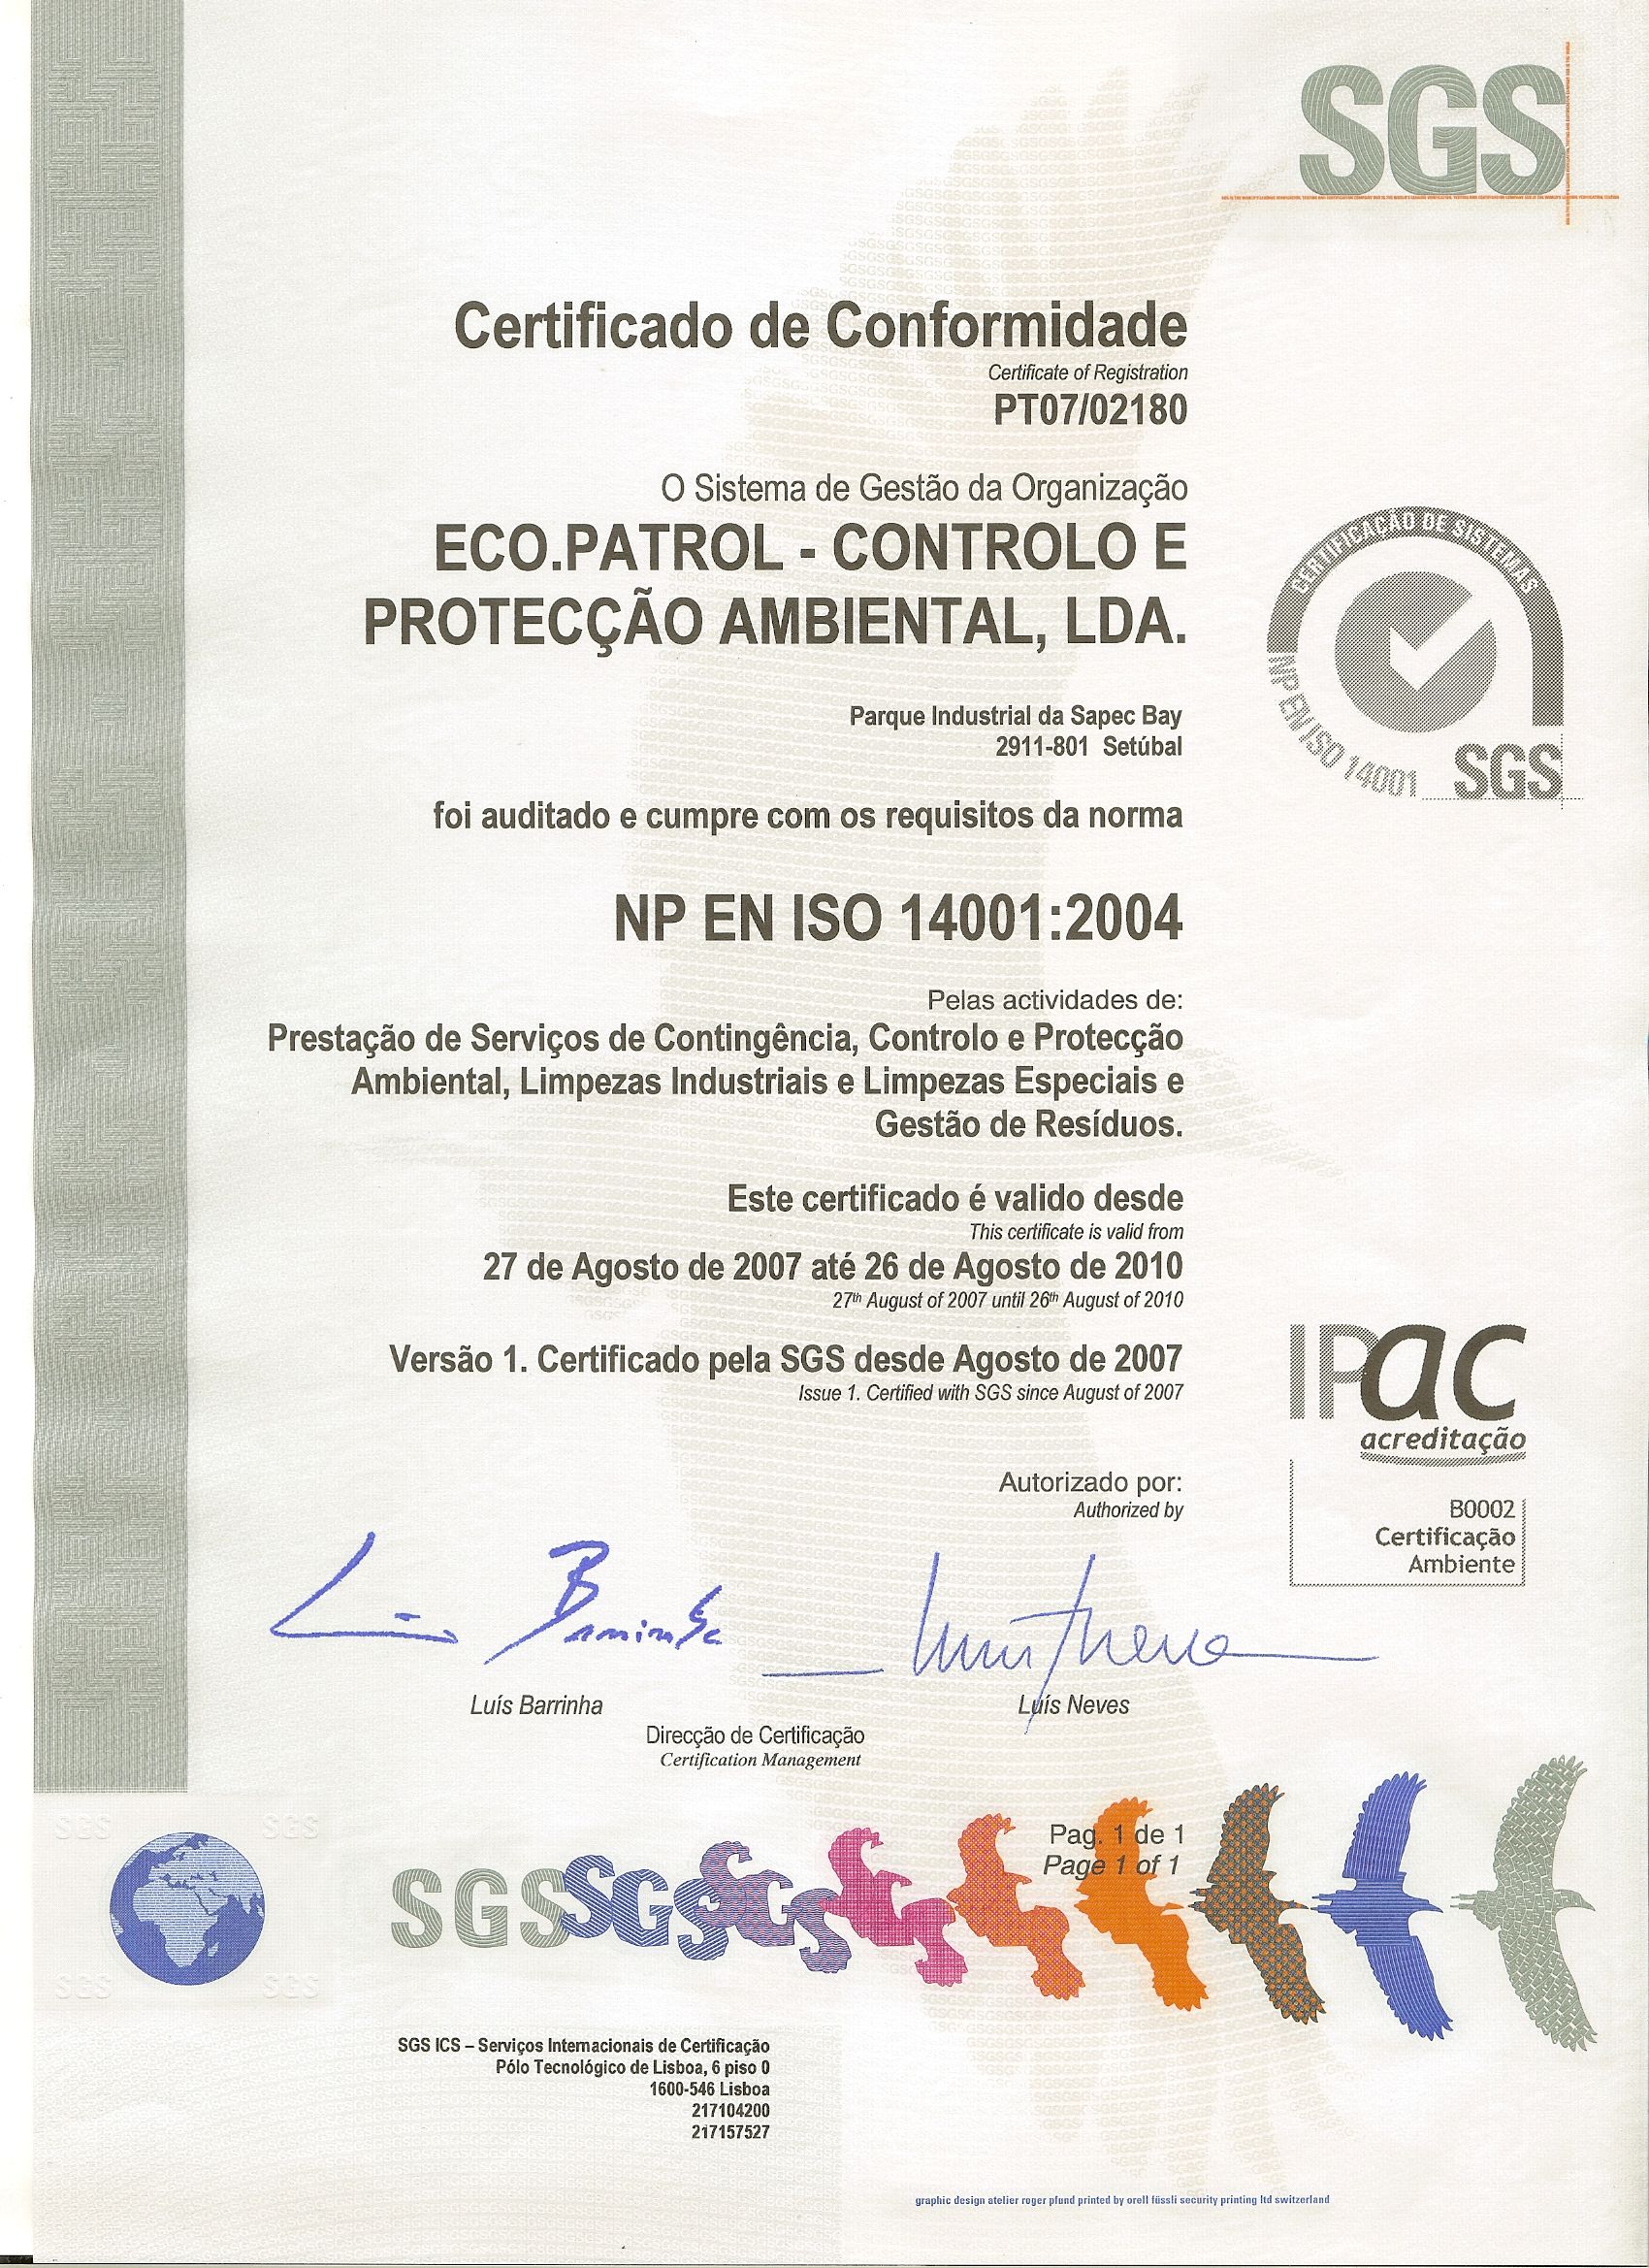 SGS
Certificado de Conformidade
Certificate of Registration
PT07/02180
O Sistema de Gestão da Organização
ECO.PATROL - CONTROLO E
PROTECÇÃO AMBIENTAL, LDA.
CERTIFICAÇÃO DE SISTEMAS
NP EN ISO 14001
SGS
Parque Industrial da Sapec Bay
2911-801 Setúbal
foi auditado e cumpre com os requisitos da norma
NP EN ISO 14001:2004
Pelas actividades de:
Prestação de Serviços de Contingência, Controlo e Protecção
Ambiental, Limpezas Industriais e Limpezas Especiais e
Gestão de Resíduos.
Este certificado é valido desde
This certificate is valid from
27 de Agosto de 2007 até 26 de Agosto de 2010
27th August of 2007 until 26th August of 2010
Versão 1. Certificado pela SGS desde Agosto de 2007
Issue 1. Certified with SGS since August of 2007
IPac
acreditação
B0002
Certificação
Ambiente
Autorizado por:
Authorized by
Luís Barrinha
Luís Neves
Direcção de Certificação
Certification Management
Pag. 1 de 1
Page 1 of 1
SGS SGS SGS
SGS ICS – Serviços Internacionais de Certificação
Pólo Tecnológico de Lisboa, 6 piso 0
1600-546 Lisboa
217104200
217157527
graphic design atelier roger pfund printed by orell füssli security printing ltd switzerland